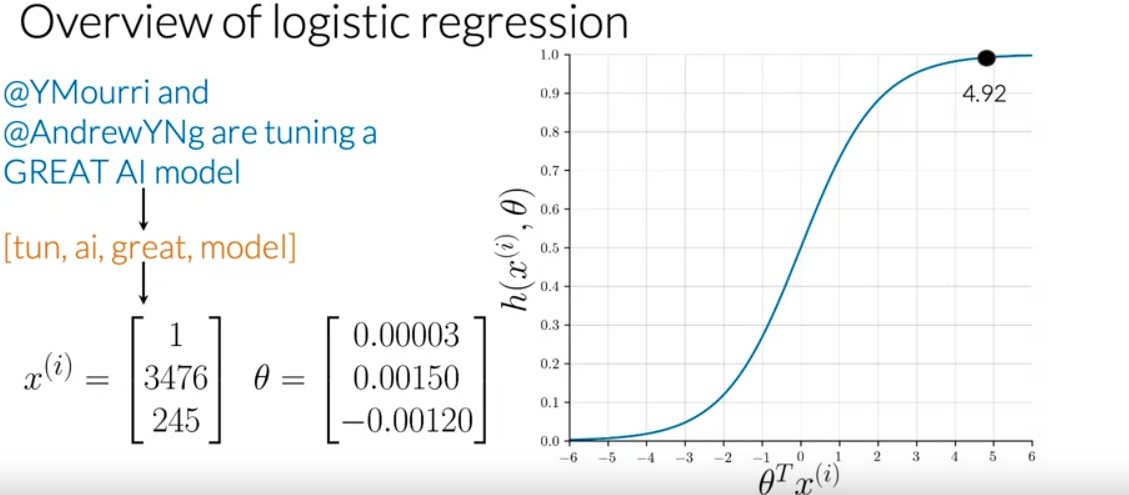 Overview of logistic regression
@YMourri and
@AndrewYNg are tuning a
GREAT AI model
[tun, ai, great, model]
x^(i) = [1 3476 245] θ = [0.00003 0.00150 −0.00120]
h(x^(i), θ)
1.0
0.9
0.8
0.7
0.6
0.5
0.4
0.3
0.2
0.1
0.0
4.92
−6 −5 −4 −3 −2 −1 0 1 2 3 4 5 6
θ^T x^(i)